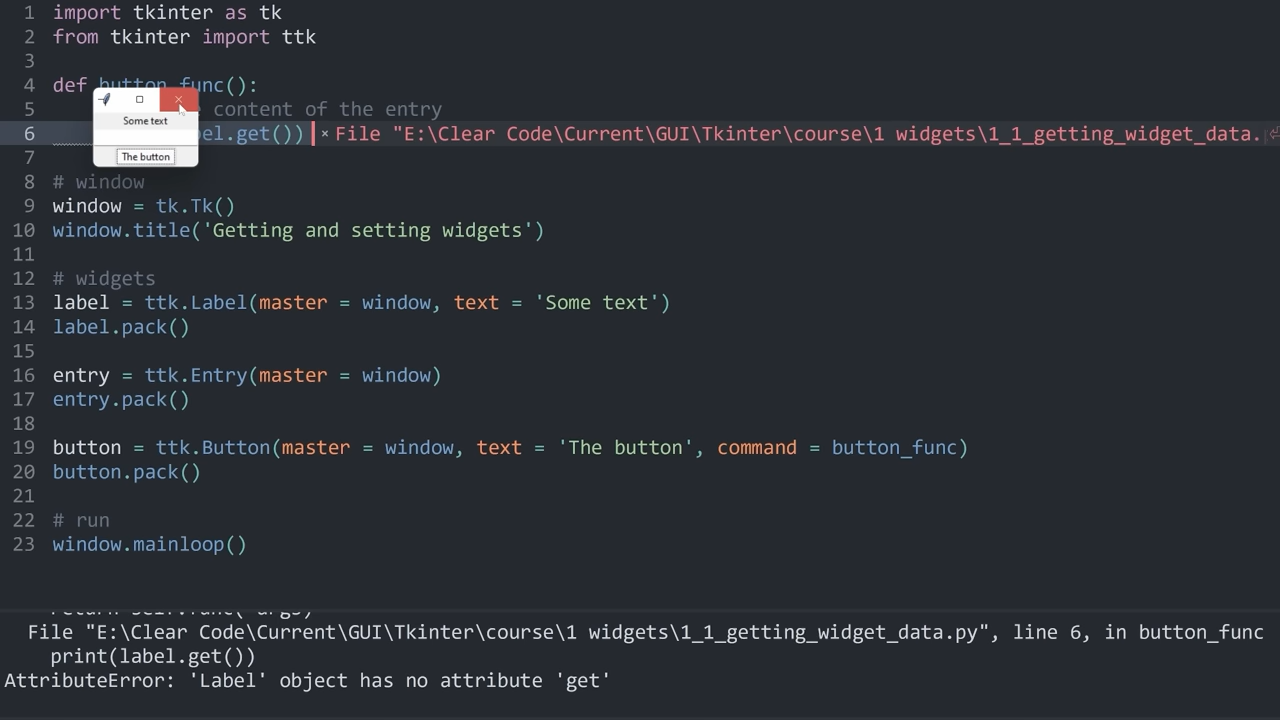 1 import tkinter as tk
2 from tkinter import ttk
3
4 def button_func():
5 content of the entry
6 el.get()) × File "E:\Clear Code\Current\GUI\Tkinter\course\1 widgets\1_1_getting_widget_data.
Some text
The button
7
8 # window
9 window = tk.Tk()
10 window.title('Getting and setting widgets')
11
12 # widgets
13 label = ttk.Label(master = window, text = 'Some text')
14 label.pack()
15
16 entry = ttk.Entry(master = window)
17 entry.pack()
18
19 button = ttk.Button(master = window, text = 'The button', command = button_func)
20 button.pack()
21
22 # run
23 window.mainloop()
return self.func(*args)
File "E:\Clear Code\Current\GUI\Tkinter\course\1 widgets\1_1_getting_widget_data.py", line 6, in button_func
print(label.get())
AttributeError: 'Label' object has no attribute 'get'